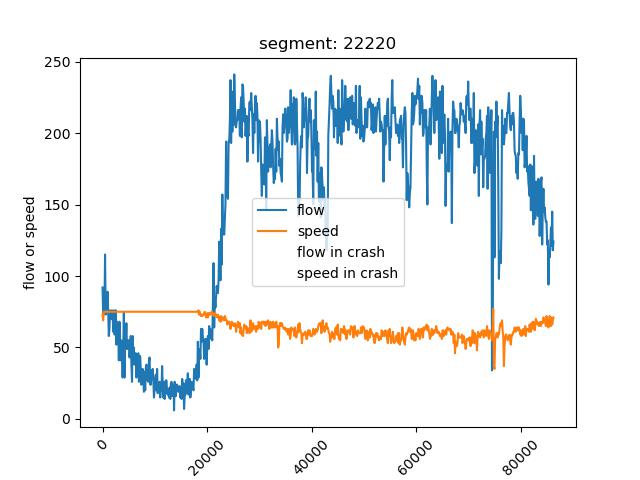 segment: 22220
250
200
150
100
50
0
flow or speed
flow
speed
flow in crash
speed in crash
0
20000
40000
60000
80000